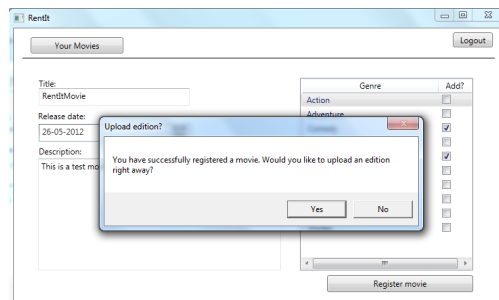 RentIt
Your Movies
Logout
Title:
RentItMovie
Release date:
26-05-2012
Description:
This is a test mo
Genre Add?
Action
Adventure
Comedy
Upload edition?
You have successfully registered a movie. Would you like to upload an edition
right away?
Yes No
Register movie